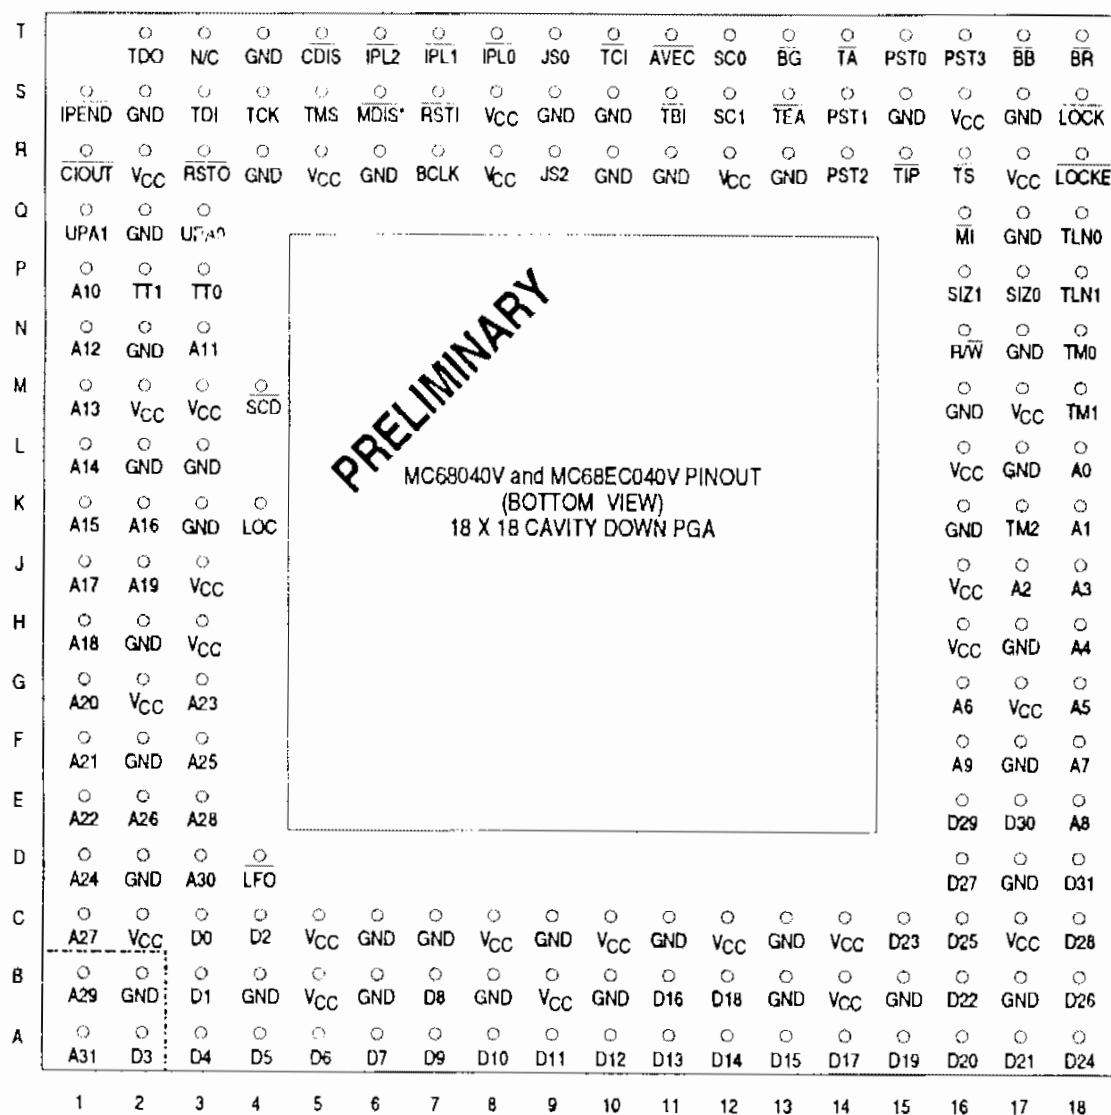 T
TDO N/C GND CDIS IPL2 IPL1 IPL0 JS0 TCI AVEC SC0 BG TA PST0 PST3 BB BR
S
IPEND GND TDI TCK TMS MDIS* RSTI VCC GND GND TBI SC1 TEA PST1 GND VCC GND LOCK
R
CIOUT VCC RSTO GND VCC GND BCLK VCC JS2 GND GND VCC GND PST2 TIP TS VCC LOCKE
Q
UPA1 GND UPA0 MI GND TLN0
P
A10 TT1 TT0 SIZ1 SIZ0 TLN1
N
A12 GND A11 R/W GND TM0
M
A13 VCC VCC SCD GND VCC TM1
L
A14 GND GND VCC GND A0
K
A15 A16 GND LOC GND TM2 A1
J
A17 A19 VCC VCC A2 A3
H
A18 GND VCC VCC GND A4
G
A20 VCC A23 A6 VCC A5
F
A21 GND A25 A9 GND A7
E
A22 A26 A28 D29 D30 A8
D
A24 GND A30 LFO D27 GND D31
C
A27 VCC D0 D2 VCC GND GND VCC GND VCC GND VCC GND VCC D23 D25 VCC D28
B
A29 GND D1 GND VCC GND D8 GND VCC GND D16 D18 GND VCC GND D22 GND D26
A
A31 D3 D4 D5 D6 D7 D9 D10 D11 D12 D13 D14 D15 D17 D19 D20 D21 D24
1 2 3 4 5 6 7 8 9 10 11 12 13 14 15 16 17 18
PRELIMINARY
MC68040V and MC68EC040V PINOUT
(BOTTOM VIEW)
18 X 18 CAVITY DOWN PGA